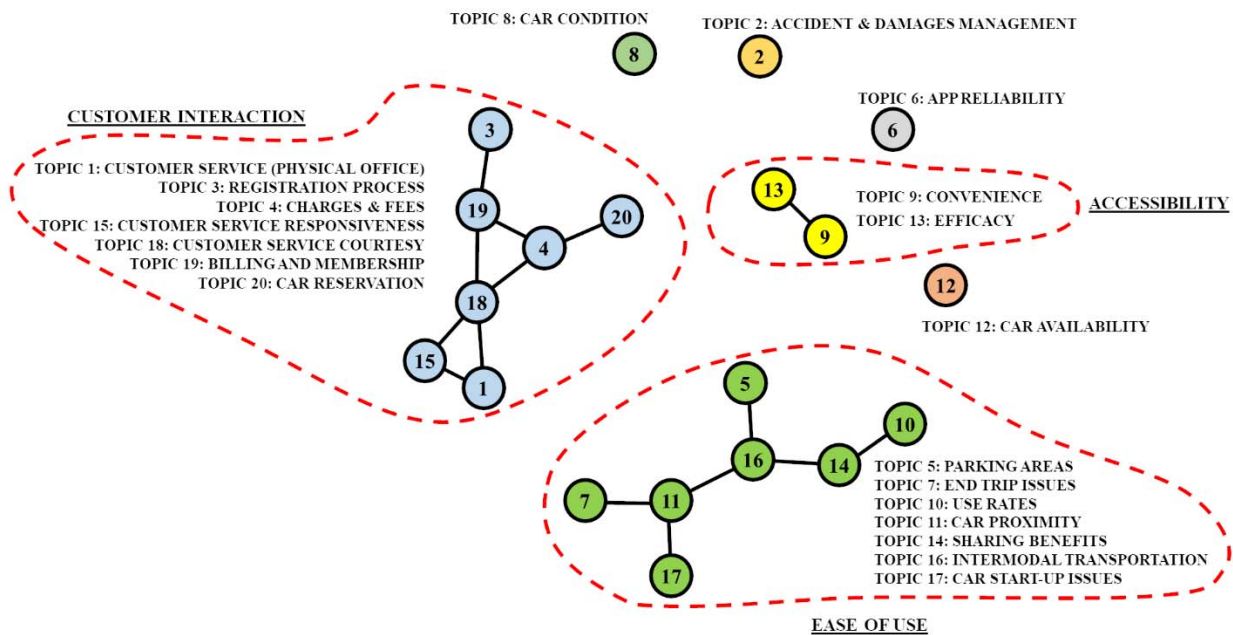 TOPIC 8: CAR CONDITION
8
TOPIC 2: ACCIDENT & DAMAGES MANAGEMENT
2
TOPIC 6: APP RELIABILITY
6
CUSTOMER INTERACTION
TOPIC 1: CUSTOMER SERVICE (PHYSICAL OFFICE)
TOPIC 3: REGISTRATION PROCESS
TOPIC 4: CHARGES & FEES
TOPIC 15: CUSTOMER SERVICE RESPONSIVENESS
TOPIC 18: CUSTOMER SERVICE COURTESY
TOPIC 19: BILLING AND MEMBERSHIP
TOPIC 20: CAR RESERVATION
3
19
20
4
18
15
1
13
9
TOPIC 9: CONVENIENCE
TOPIC 13: EFFICACY
ACCESSIBILITY
12
TOPIC 12: CAR AVAILABILITY
5
10
16
14
7
11
17
TOPIC 5: PARKING AREAS
TOPIC 7: END TRIP ISSUES
TOPIC 10: USE RATES
TOPIC 11: CAR PROXIMITY
TOPIC 14: SHARING BENEFITS
TOPIC 16: INTERMODAL TRANSPORTATION
TOPIC 17: CAR START-UP ISSUES
EASE OF USE